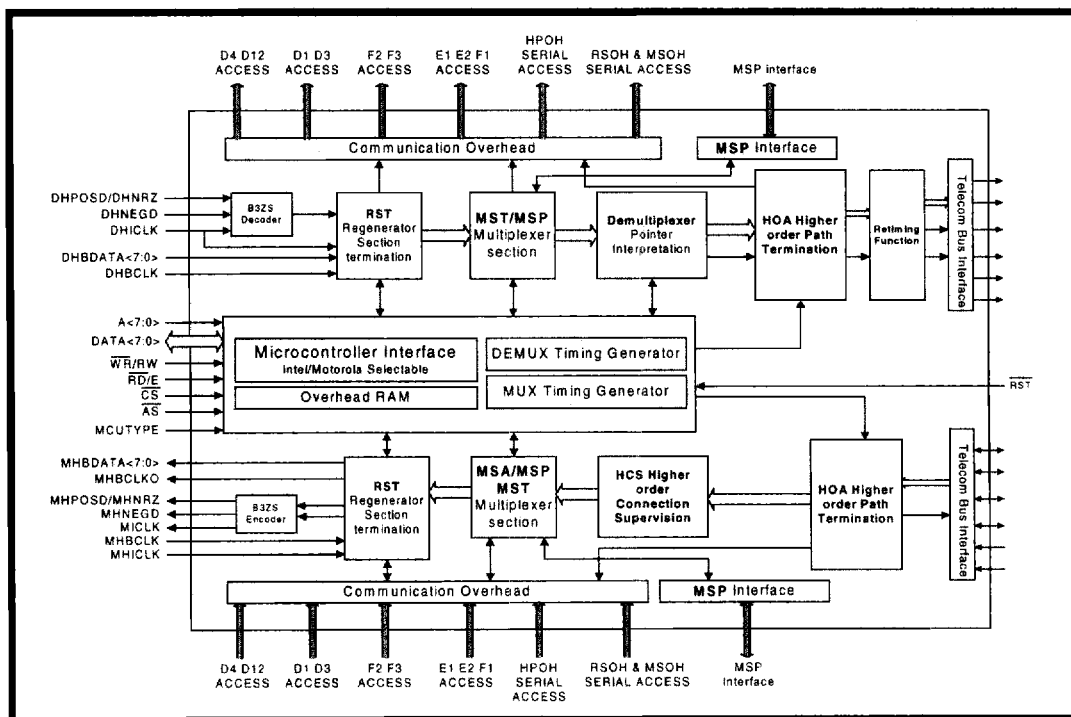 D4 D12
ACCESS
D1 D3
ACCESS
F2 F3
ACCESS
E1 E2 F1
ACCESS
HPOH
SERIAL
ACCESS
RSOH & MSOH
SERIAL ACCESS
MSP interface
Communication Overhead
MSP Interface
DHPOSD/DHNRZ
DHNEGD
DHICLK
DHBDATA<7:0>
DHBCLK
B3ZS
Decoder
RST
Regenerator
Section
termination
MST/MSP
Multiplexer
section
Demultiplexer
Pointer
Interpretation
HOA Higher
order Path
Termination
Retiming
Function
Telecom Bus Interface
A<7:0>
DATA<7:0>
WR/RW
RD/E
CS
AS
MCUTYPE
Microcontroller Interface
Intel/Motorola Selectable
Overhead RAM
DEMUX Timing Generator
MUX Timing Generator
RST
MHBDATA<7:0>
MHBCLKO
MHPOSD/MHNRZ
MHNEGD
MICLK
MHBCLK
MHICLK
B3ZS
Encoder
RST
Regenerator
Section
termination
MSA/MSP
MST
Multiplexer
section
HCS Higher
order
Connection
Supervision
HOA Higher
order Path
Termination
Telecom Bus Interface
Communication Overhead
MSP Interface
D4 D12
ACCESS
D1 D3
ACCESS
F2 F3
ACCESS
E1 E2 F1
ACCESS
HPOH
SERIAL
ACCESS
RSOH & MSOH
SERIAL ACCESS
MSP
Interface